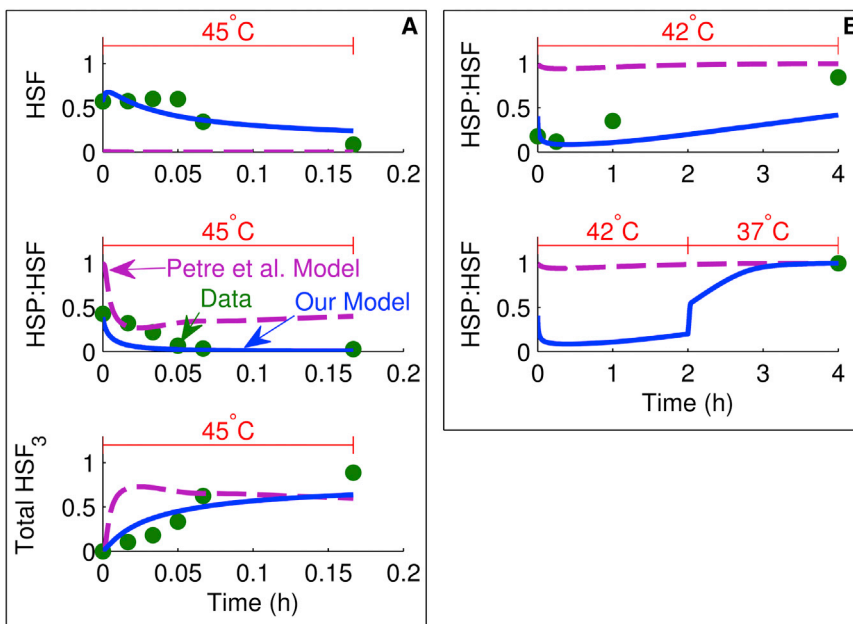 A
45°C
1
0.5
0
HSF
0 0.05 0.1 0.15 0.2
45°C
1
0.5
0
HSP:HSF
Petre et al. Model
Data
Our Model
0 0.05 0.1 0.15 0.2
45°C
1
0.5
0
Total HSF3
0 0.05 0.1 0.15 0.2
Time (h)
B
42°C
1
0.5
0
HSP:HSF
0 1 2 3 4
42°C 37°C
1
0.5
0
HSP:HSF
0 1 2 3 4
Time (h)